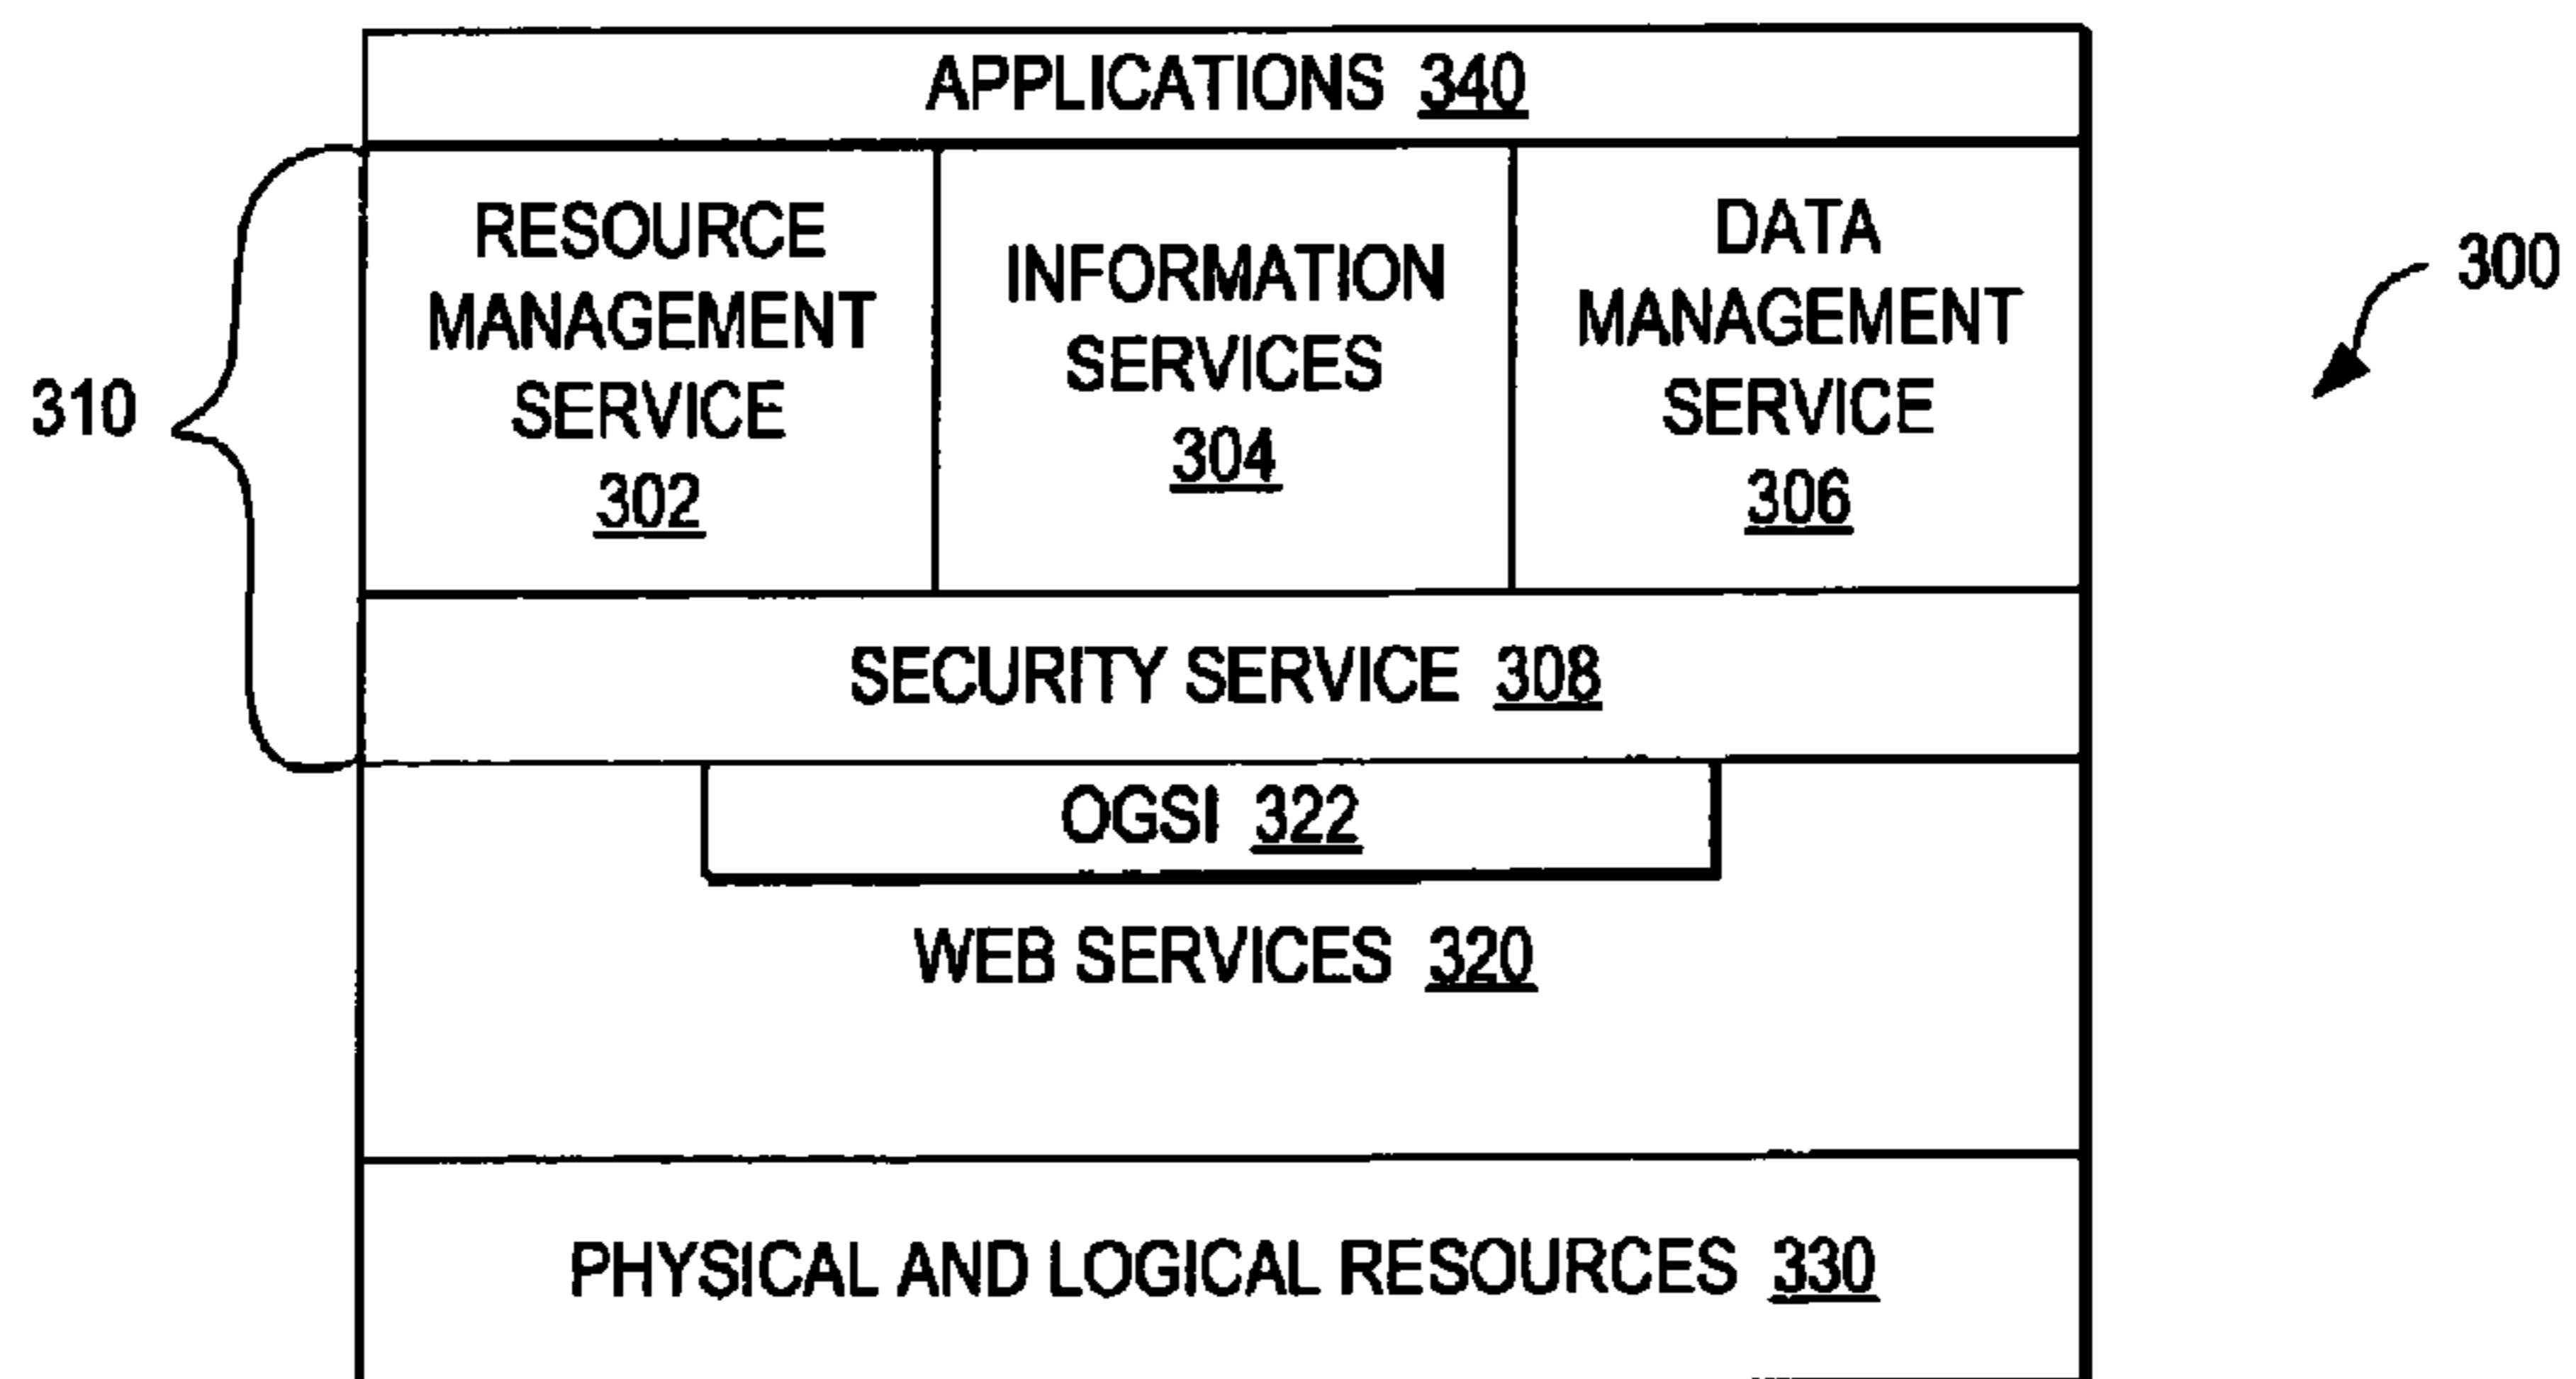 APPLICATIONS 340
RESOURCE
MANAGEMENT
SERVICE
302
INFORMATION
SERVICES
304
DATA
MANAGEMENT
SERVICE
306
300
310
SECURITY SERVICE 308
OGSI 322
WEB SERVICES 320
PHYSICAL AND LOGICAL RESOURCES 330